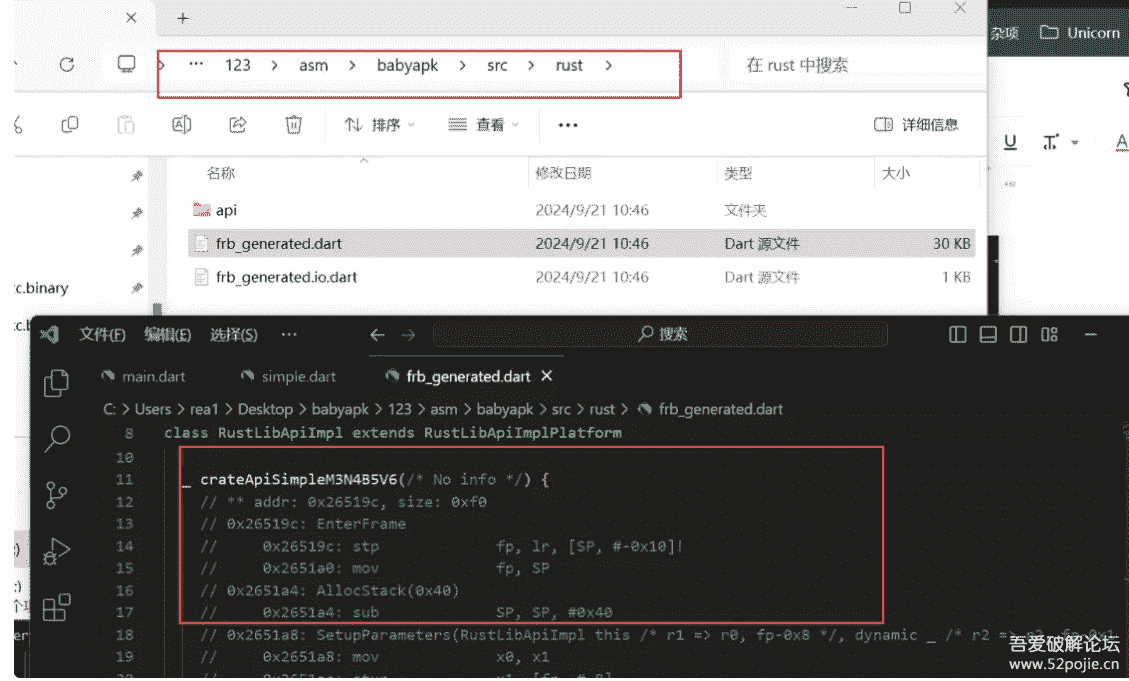 123 > asm > babyapk > src > rust >
在 rust 中搜索
杂项 Unicorn
排序
查看
详细信息
名称 修改日期 类型 大小
api 2024/9/21 10:46 文件夹
frb_generated.dart 2024/9/21 10:46 Dart 源文件 30 KB
frb_generated.io.dart 2024/9/21 10:46 Dart 源文件 1 KB
:c.binary
文件(F) 编辑(E) 选择(S) ··· 搜索
main.dart simple.dart frb_generated.dart
C: > Users > rea1 > Desktop > babyapk > 123 > asm > babyapk > src > rust > frb_generated.dart
8 class RustLibApiImpl extends RustLibApiImplPlatform
10
11 _ crateApiSimpleM3N4B5V6(/* No info */) {
12 // ** addr: 0x26519c, size: 0xf0
13 // 0x26519c: EnterFrame
14 // 0x26519c: stp fp, lr, [SP, #-0x10]!
15 // 0x2651a0: mov fp, SP
16 // 0x2651a4: AllocStack(0x40)
17 // 0x2651a4: sub SP, SP, #0x40
18 // 0x2651a8: SetupParameters(RustLibApiImpl this /* r1 => r0, fp-0x8 */, dynamic _ /* r2 =>
19 // 0x2651a8: mov x0, x1
吾爱破解论坛
www.52pojie.cn